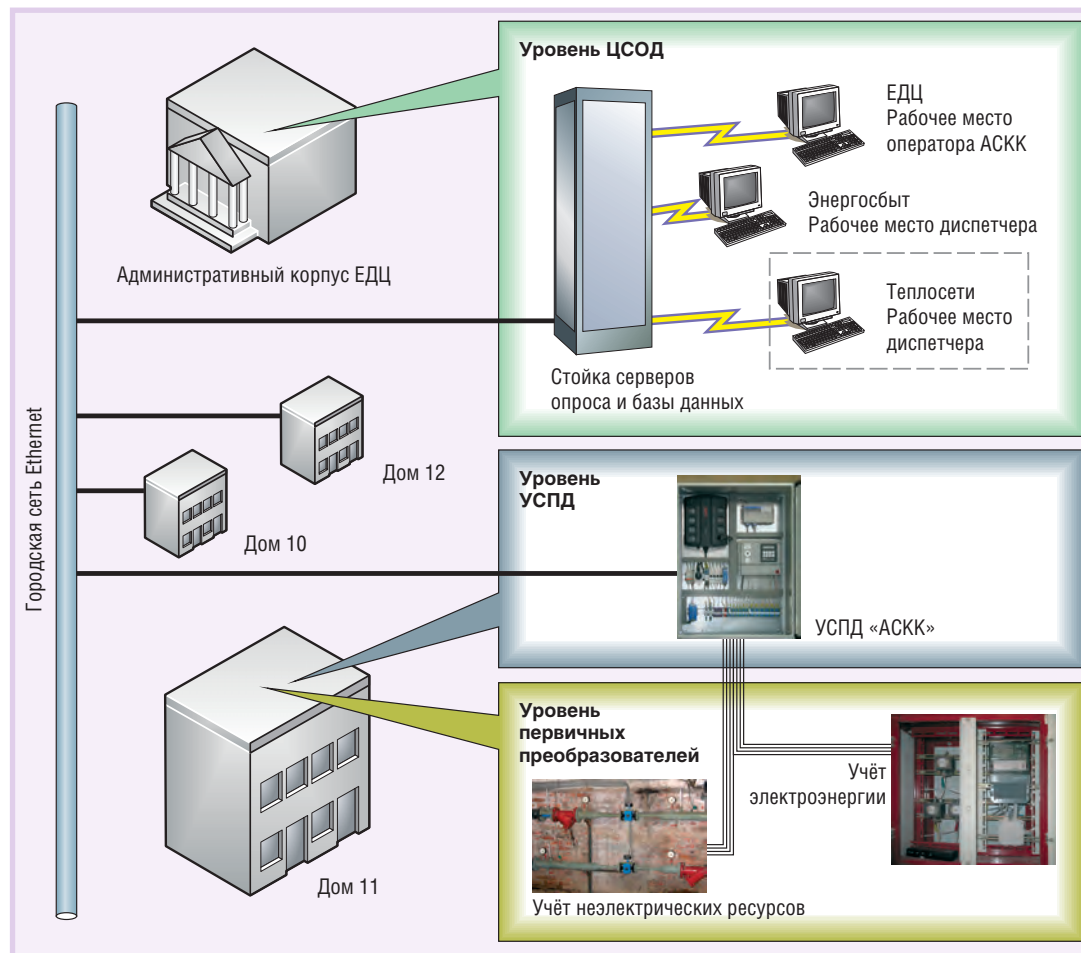 Уровень ЦСОД
ЕДЦ
Рабочее место
оператора АСКК
Энергосбыт
Рабочее место диспетчера
Теплосети
Рабочее место
диспетчера
Стойка серверов
опроса и базы данных
Административный корпус ЕДЦ
Городская сеть Ethernet
Дом 12
Дом 10
Уровень
УСПД
УСПД «АСКК»
Уровень
первичных
преобразователей
Учёт
электроэнергии
Учёт неэлектрических ресурсов
Дом 11